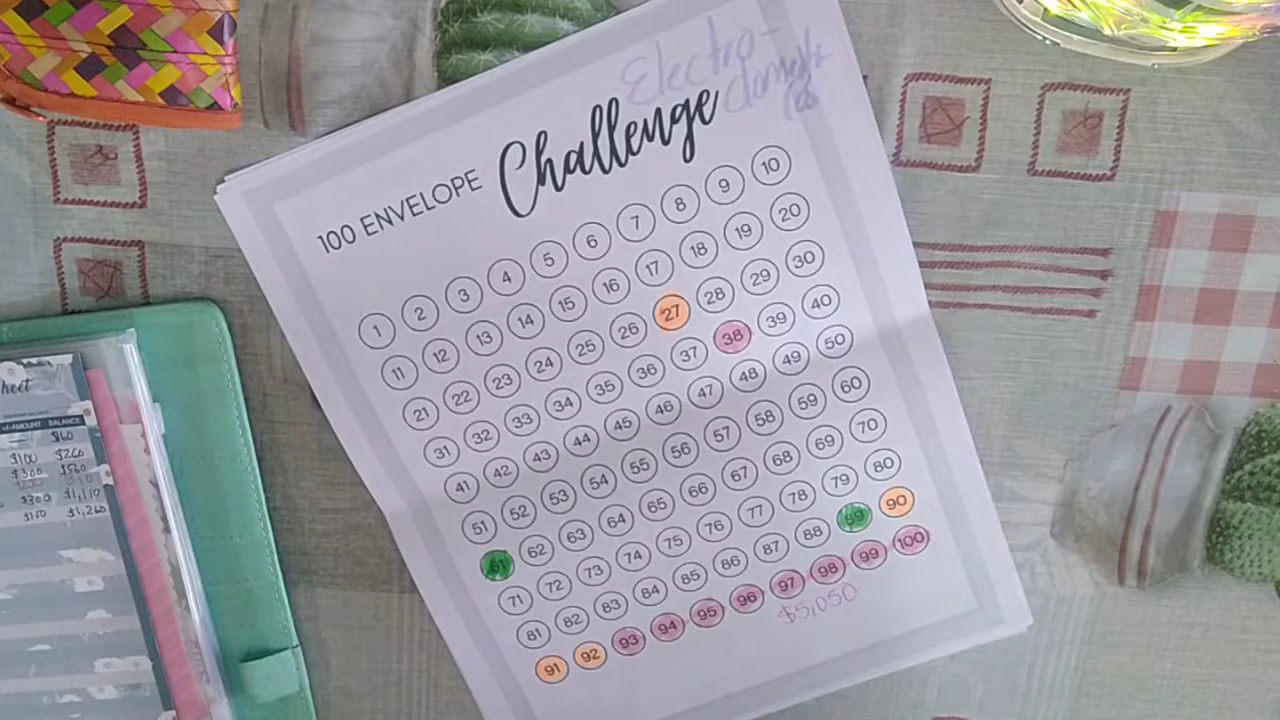 Electro-
100 ENVELOPE Challenge
1 2 3 4 5 6 7 8 9 10
11 12 13 14 15 16 17 18 19 20
21 22 23 24 25 26 27 28 29 30
31 32 33 34 35 36 37 38 39 40
41 42 43 44 45 46 47 48 49 50
51 52 53 54 55 56 57 58 59 60
61 62 63 64 65 66 67 68 69 70
71 72 73 74 75 76 77 78 79 80
81 82 83 84 85 86 87 88 89 90
91 92 93 94 95 96 97 98 99 100
$5,050
heet
+/-AMOUNT BALANCE
$160
$100 $260
$300 $560
$300 $1,110
$150 $1,260